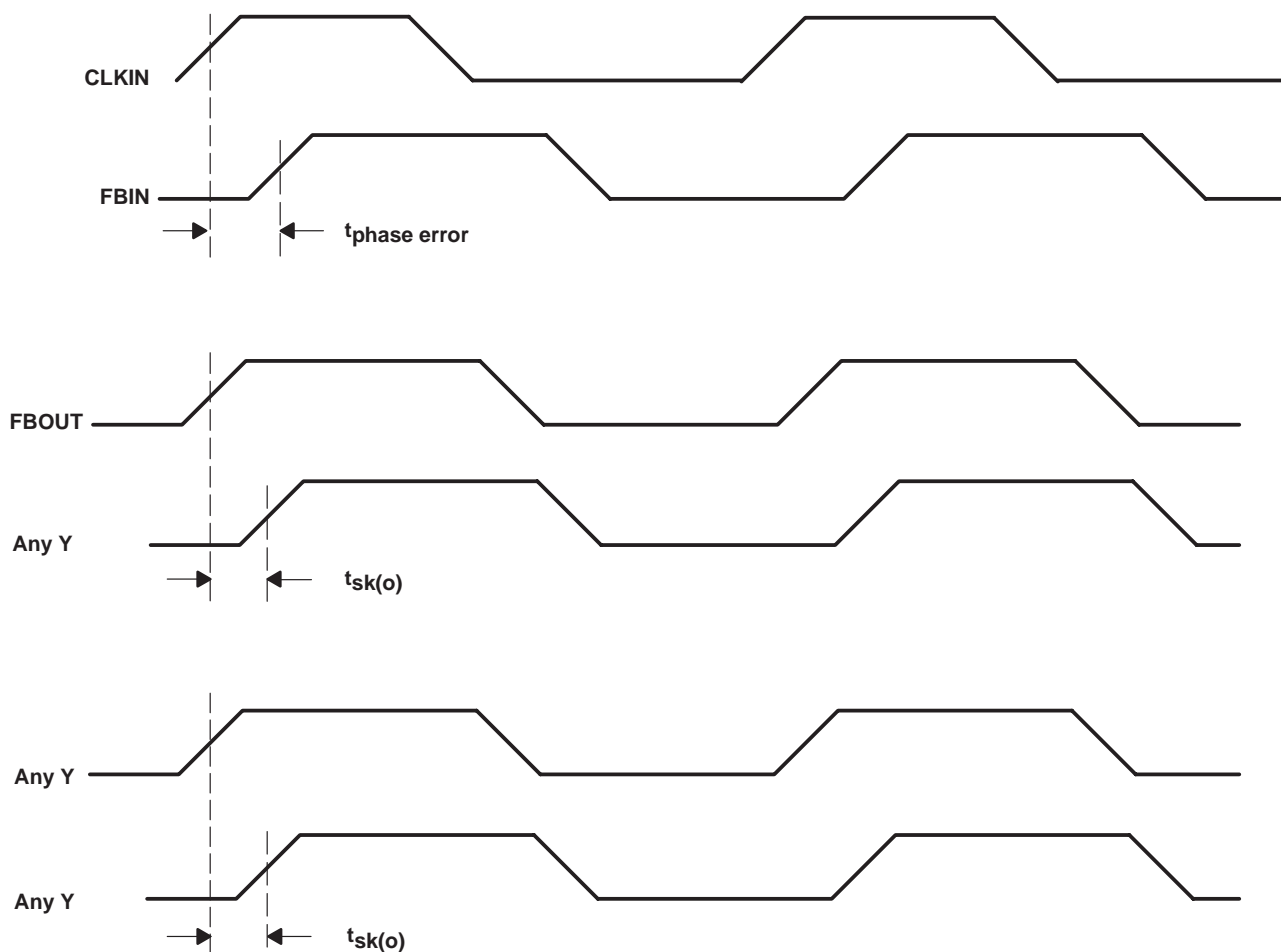 CLKIN
FBIN
tphase error
FBOUT
Any Y
tsk(o)
Any Y
Any Y
tsk(o)